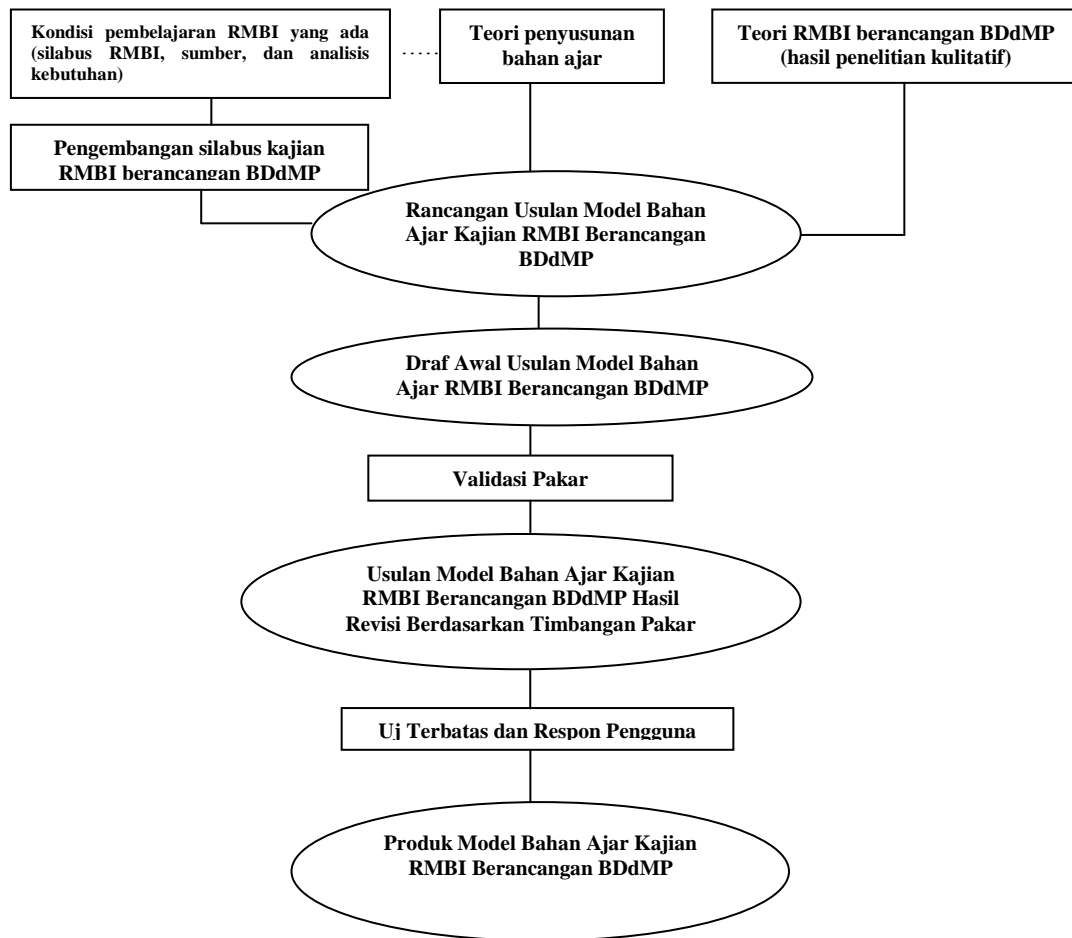 Kondisi pembelajaran RMBI yang ada
(silabus RMBI, sumber, dan analisis
kebutuhan)
......
Teori penyusunan
bahan ajar
Teori RMBI berancangan BDdMP
(hasil penelitian kulitatif)
Pengembangan silabus kajian
RMBI berancangan BDdMP
Rancangan Usulan Model Bahan
Ajar Kajian RMBI Berancangan
BDdMP
Draf Awal Usulan Model Bahan
Ajar RMBI Berancangan BDdMP
Validasi Pakar
Usulan Model Bahan Ajar Kajian
RMBI Berancangan BDdMP Hasil
Revisi Berdasarkan Timbangan Pakar
Uj Terbatas dan Respon Pengguna
Produk Model Bahan Ajar Kajian
RMBI Berancangan BDdMP